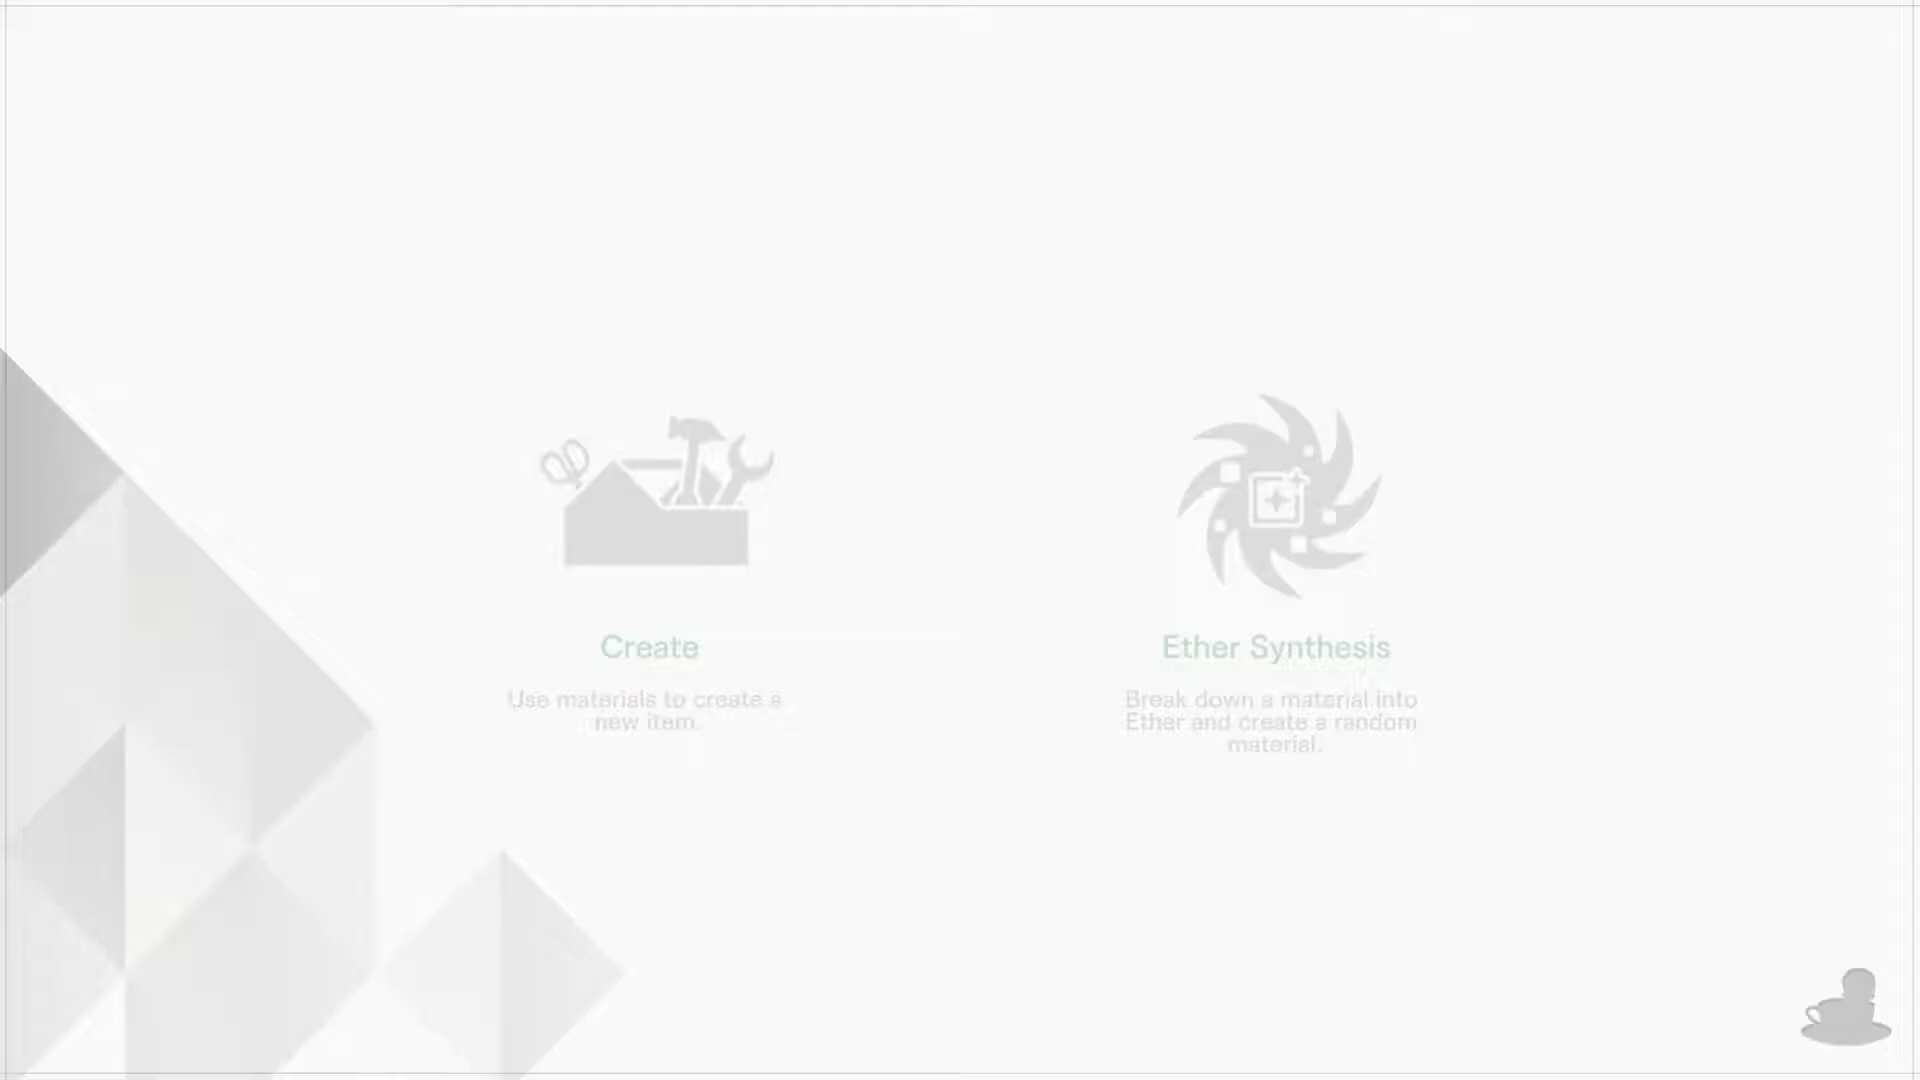 Create
Use materials to create a
new item.
Ether Synthesis
Break down a material into
Ether and create a random
material.